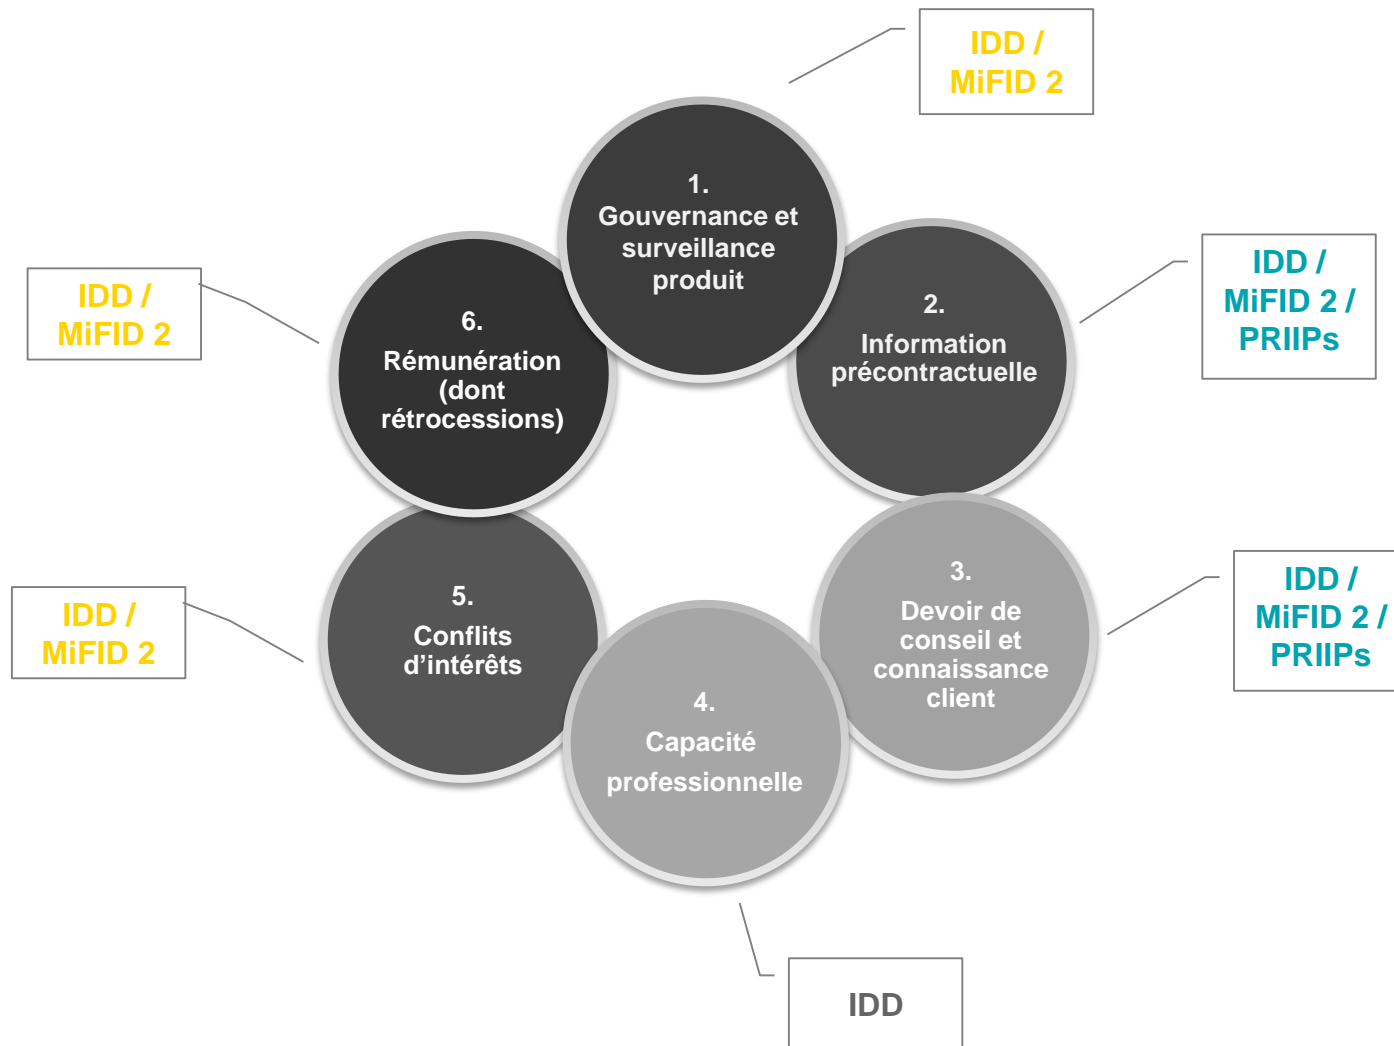 IDD /
MiFID 2
1.
Gouvernance et
surveillance
produit
IDD /
MiFID 2 /
PRIIPs
2.
Information
précontractuelle
IDD /
MiFID 2 /
PRIIPs
3.
Devoir de
conseil et
connaissance
client
4.
Capacité
professionnelle
IDD
5.
Conflits
d’intérêts
IDD /
MiFID 2
6.
Rémunération
(dont
rétrocessions)
IDD /
MiFID 2